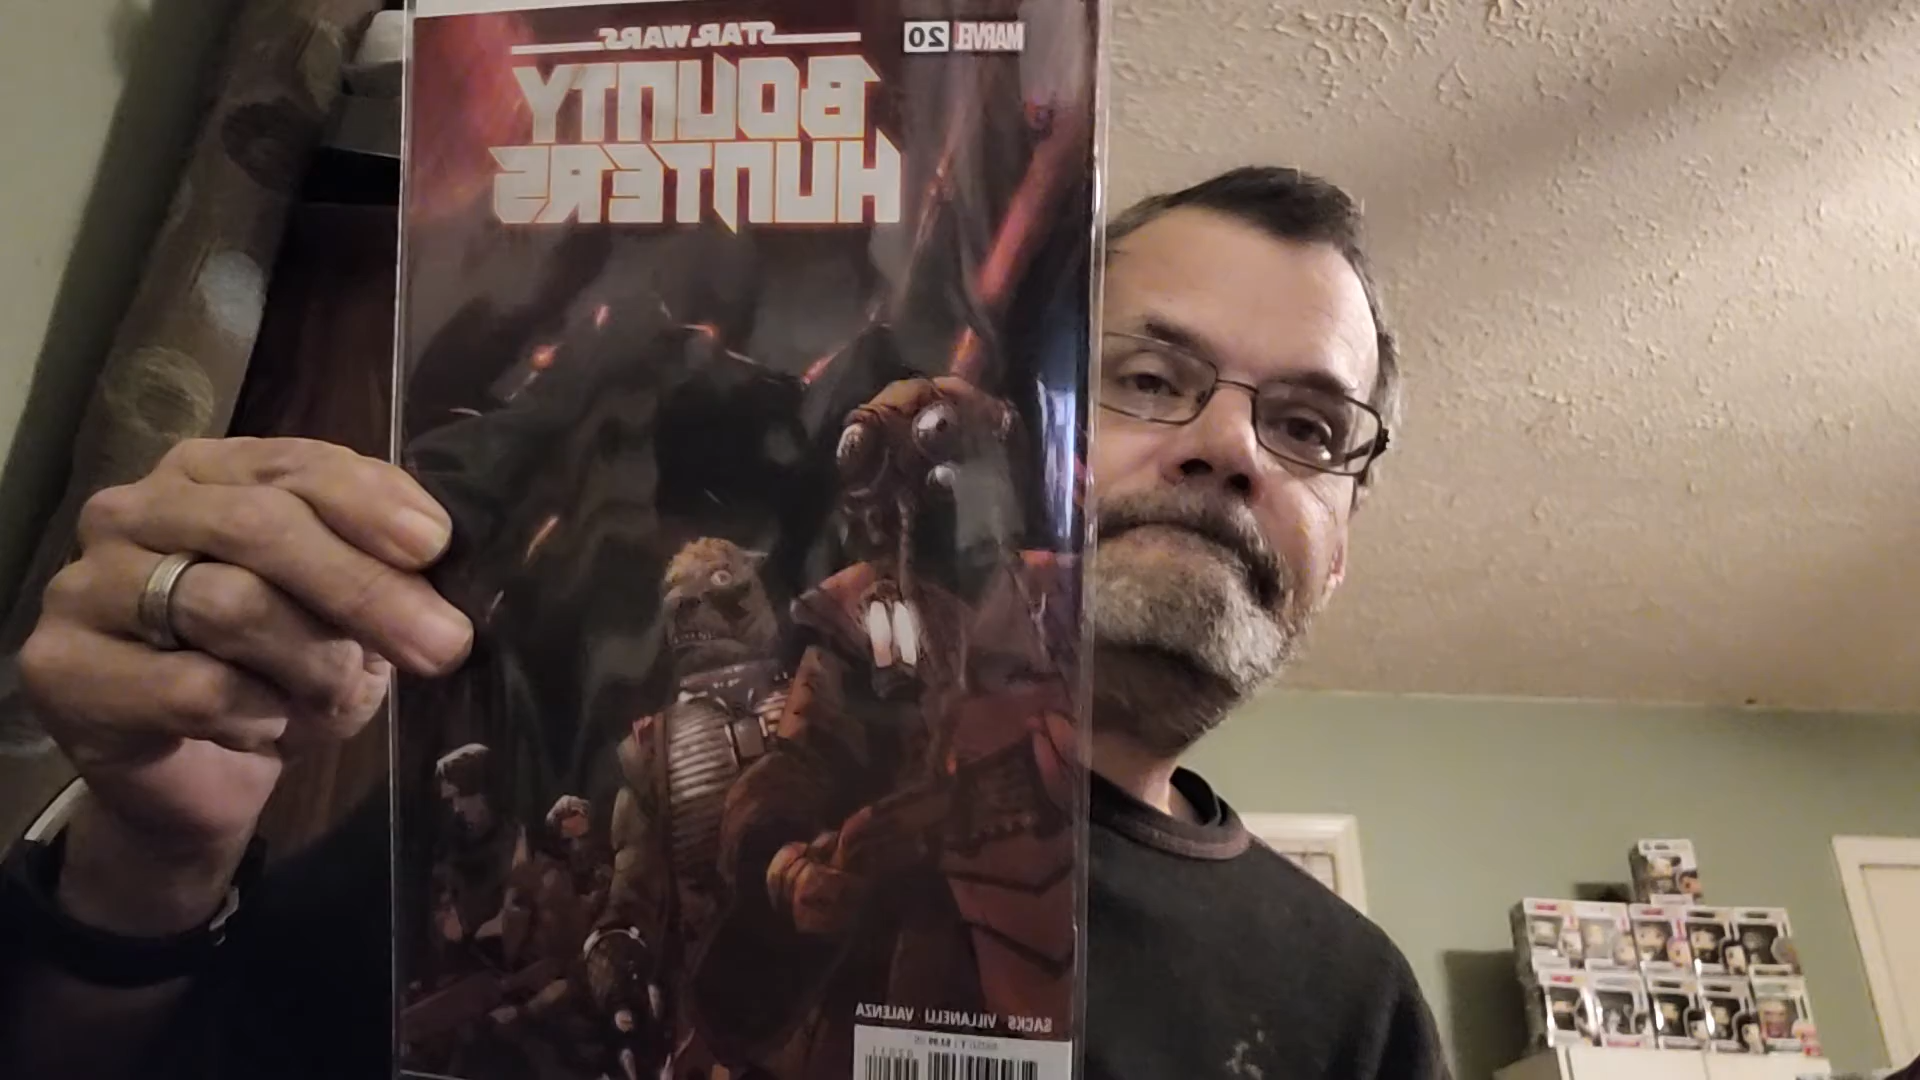 STAR WARS
BOUNTY
HUNTERS
MARVEL 20
SACKS VILLANELLI VALENZA